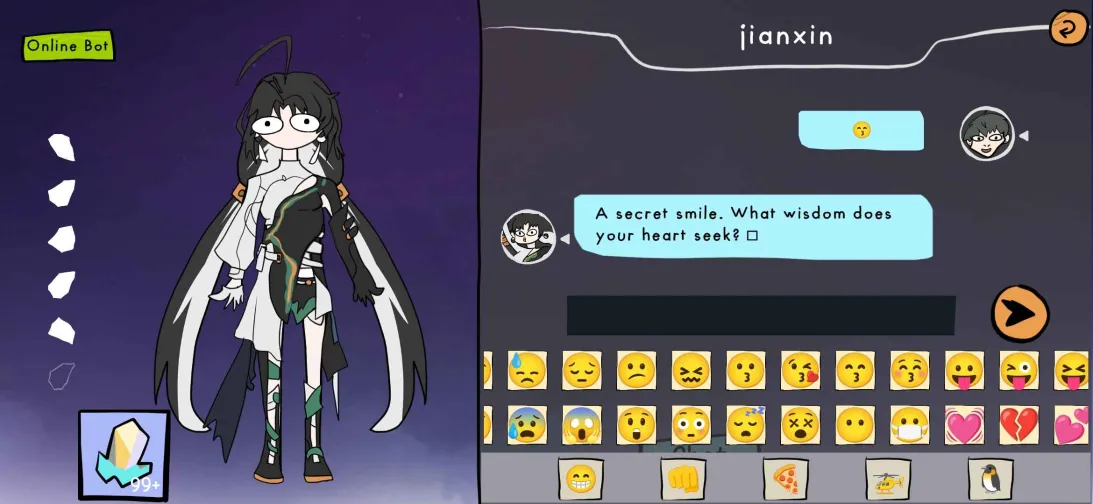 Online Bot
jianxin
A secret smile. What wisdom does
your heart seek? □
99+